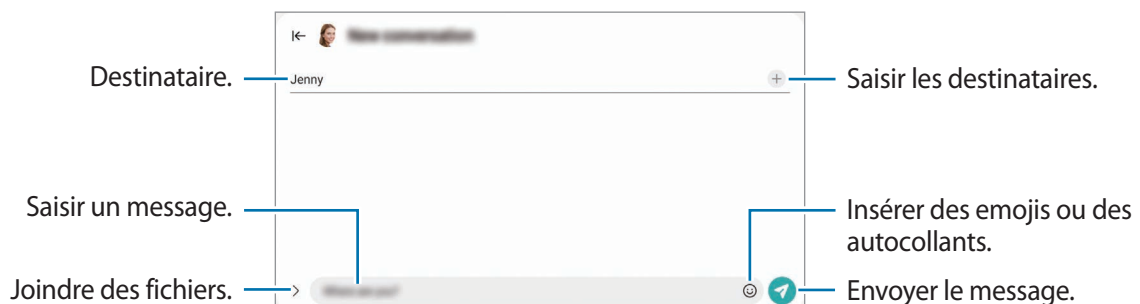 Destinataire.
Jenny
Saisir les destinataires.
Saisir un message.
Insérer des emojis ou des
autocollants.
Joindre des fichiers.
Envoyer le message.